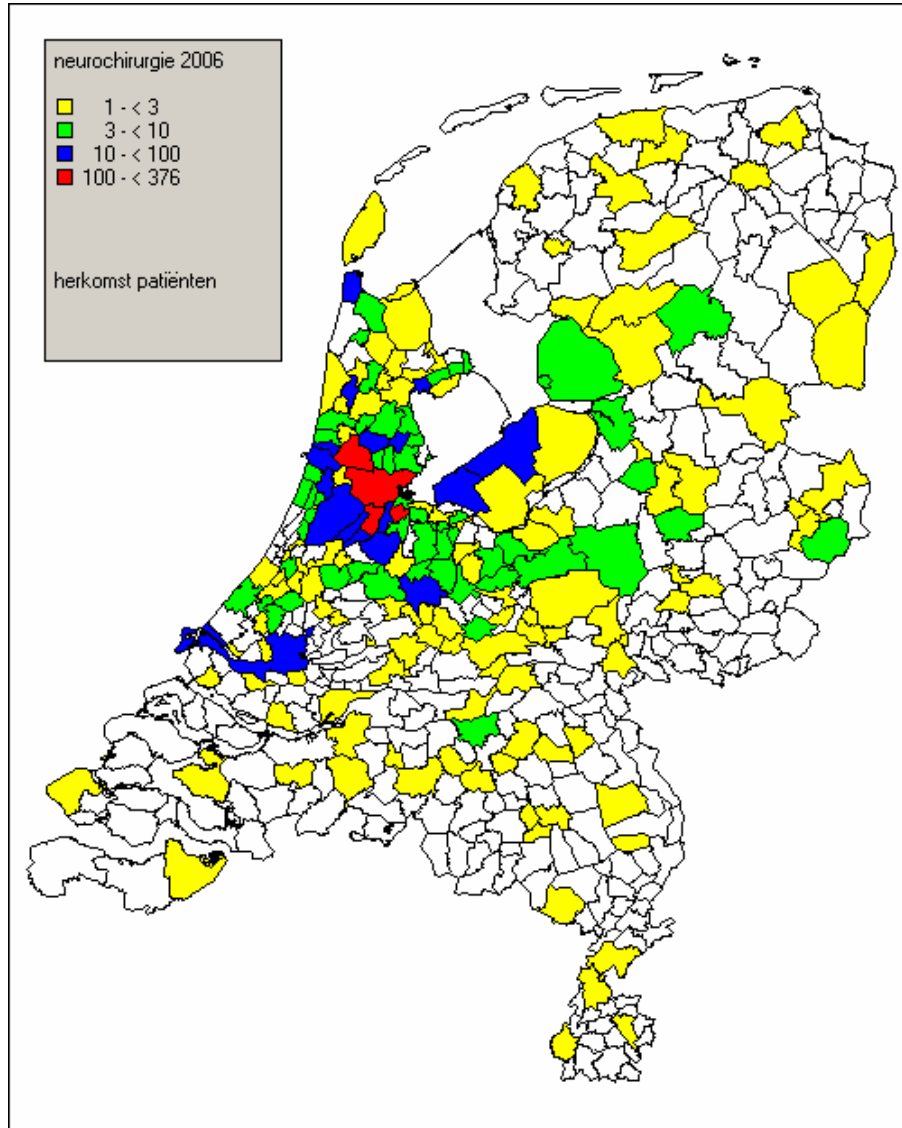 neurochirurgie 2006
1 - < 3
3 - < 10
10 - < 100
100 - < 376
herkomst patiënten